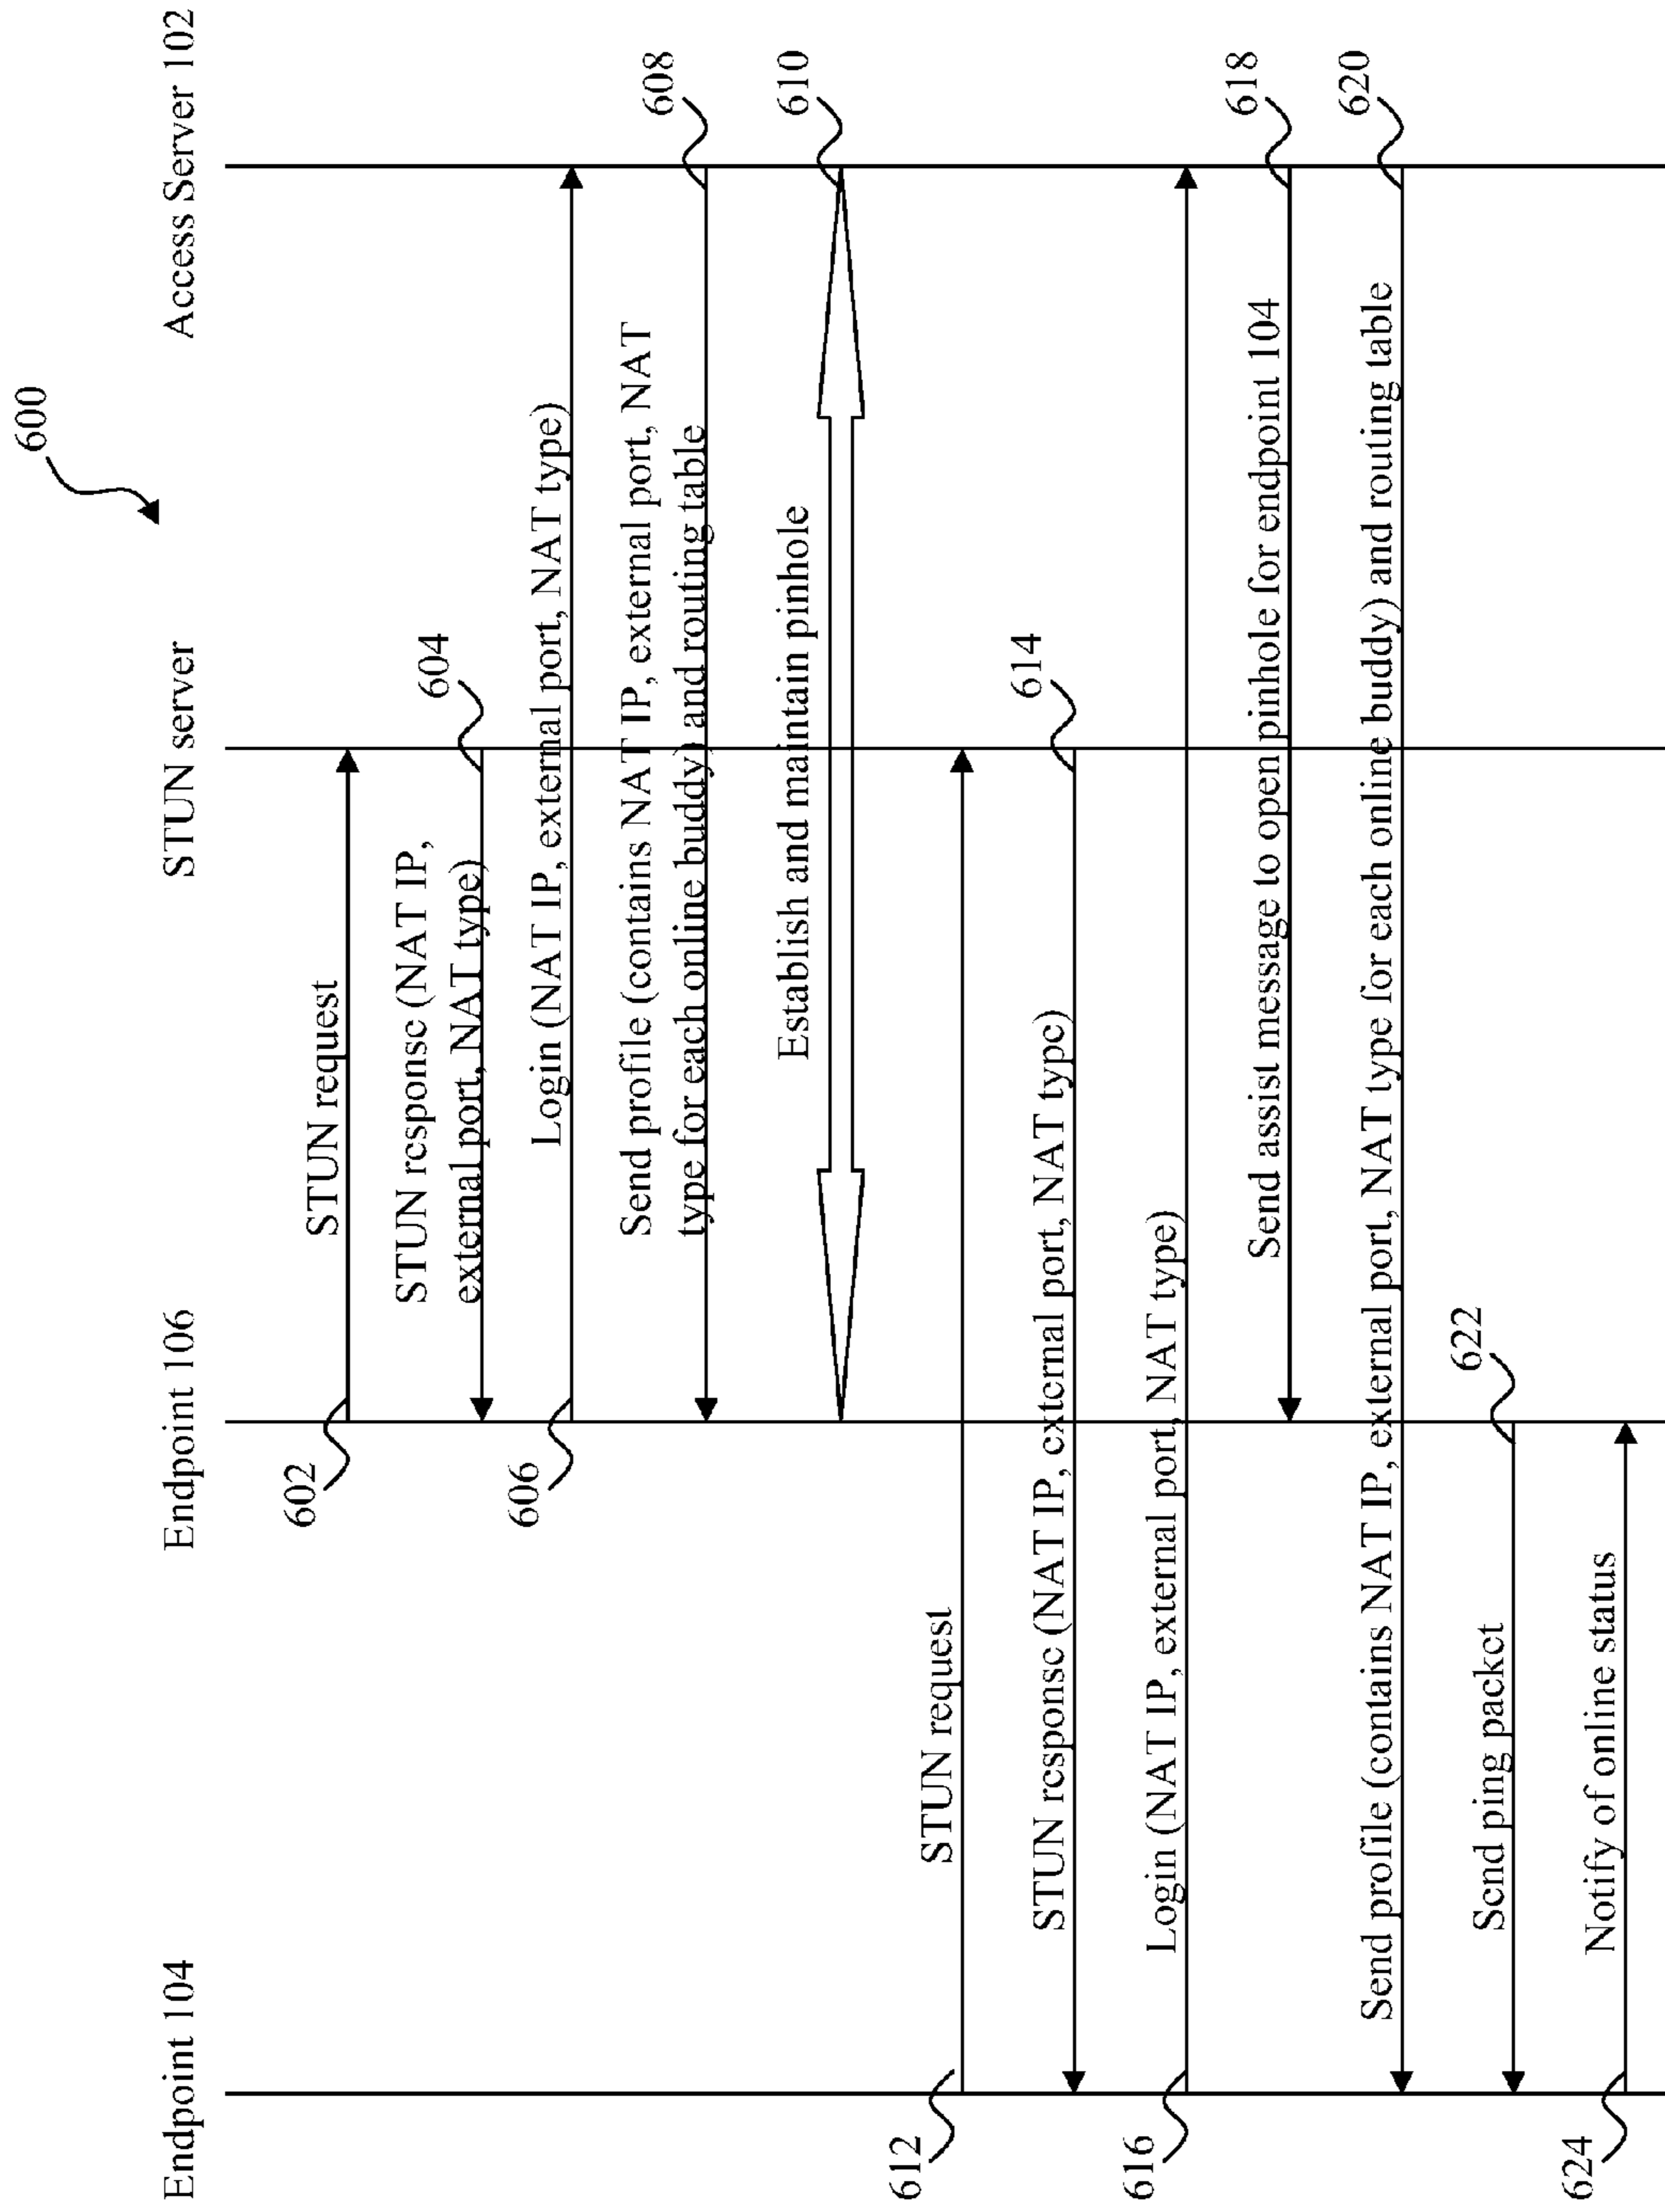 600
Endpoint 104
Endpoint 106
STUN server
Access Server 102
602
STUN request
STUN response (NAT IP,
external port, NAT type)
604
606
Login (NAT IP, external port, NAT type)
Send profile (contains NAT IP, external port, NAT
type for each online buddy) and routing table
608
Establish and maintain pinhole
610
612
STUN request
STUN response (NAT IP, external port, NAT type)
614
616
Login (NAT IP, external port, NAT type)
Send assist message to open pinhole for endpoint 104
618
Send profile (contains NAT IP, external port, NAT type for each online buddy) and routing table
620
Send ping packet
622
624
Notify of online status